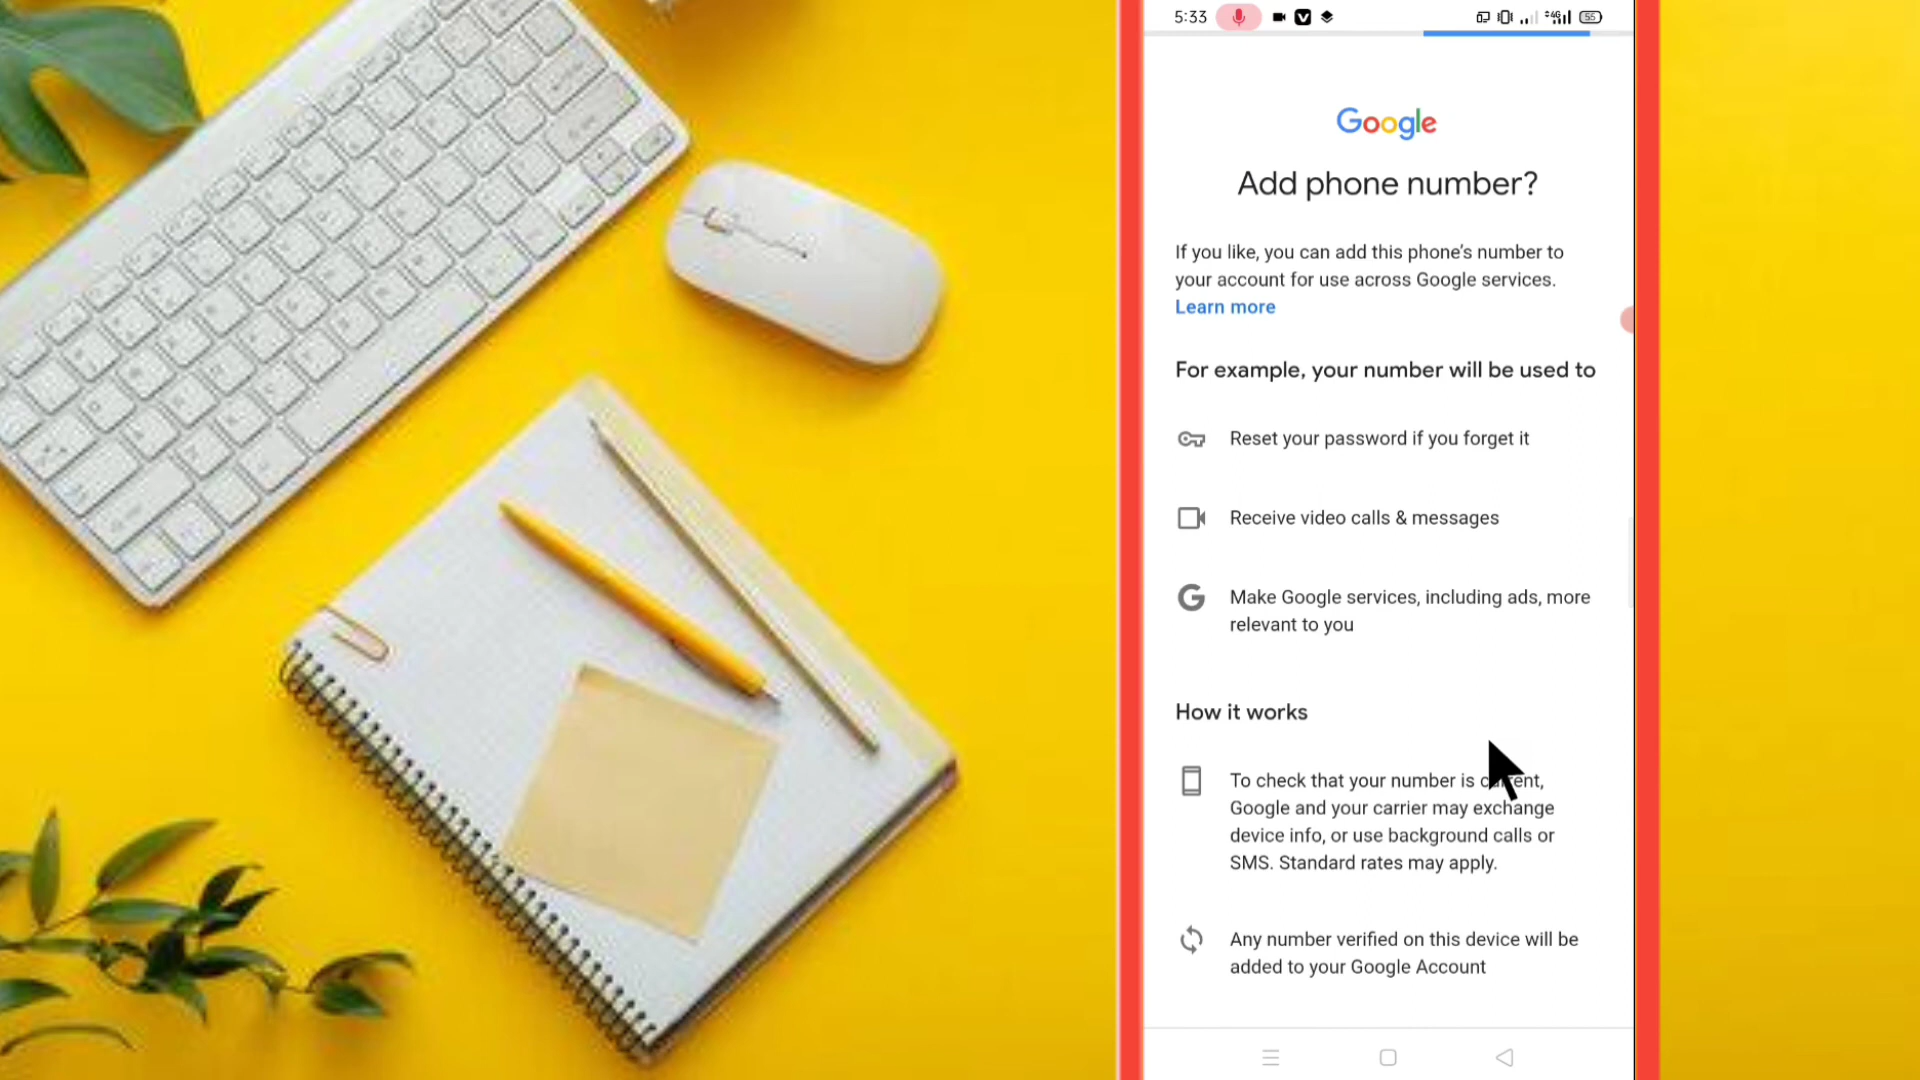 5:33
55
Google
Add phone number?
If you like, you can add this phone's number to
your account for use across Google services.
Learn more
For example, your number will be used to
Reset your password if you forget it
Receive video calls & messages
Make Google services, including ads, more
relevant to you
How it works
To check that your number is
Google and your carrier may exchange
device info, or use background calls or
SMS. Standard rates may apply.
Any number verified on this device will be
added to your Google Account